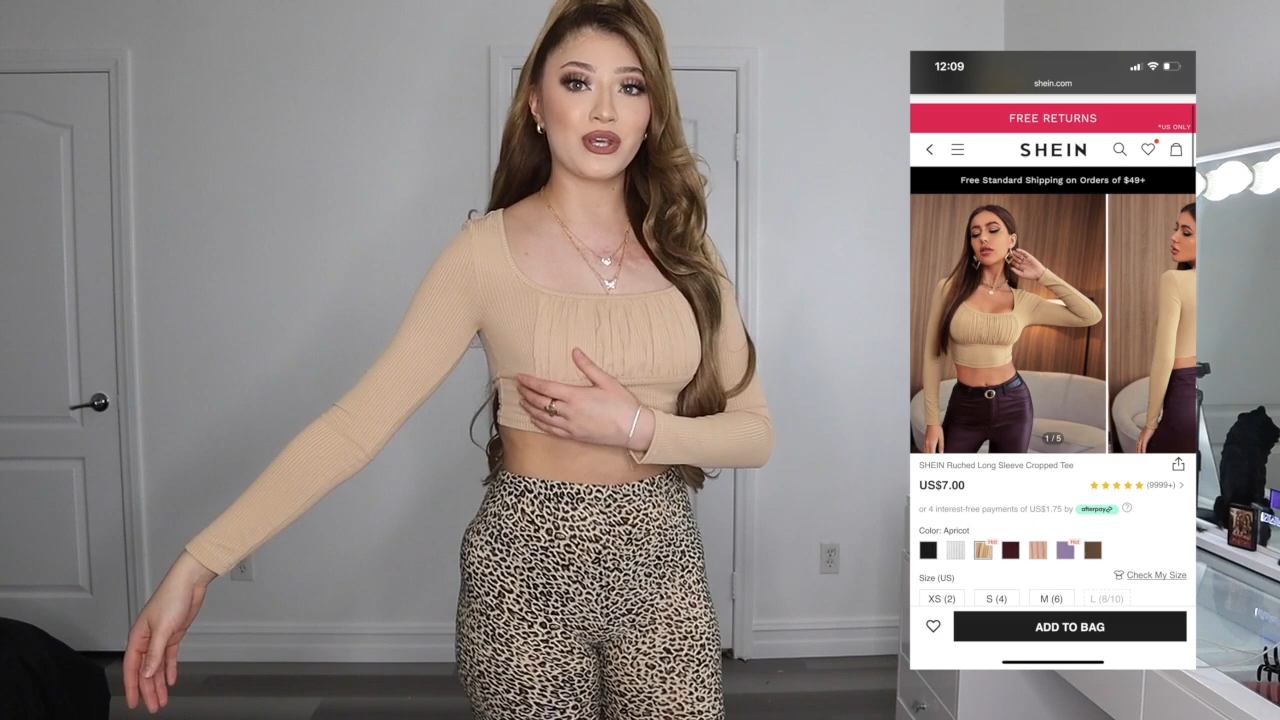 12:09
shein.com
FREE RETURNS
*US ONLY
SHEIN
Free Standard Shipping on Orders of $49+
1 / 5
SHEIN Ruched Long Sleeve Cropped Tee
US$7.00
(9999+)
or 4 interest-free payments of US$1.75 by afterpay
Color: Apricot
Hot
Hot
Size (US)
Check My Size
XS (2)
S (4)
M (6)
L (8/10)
ADD TO BAG